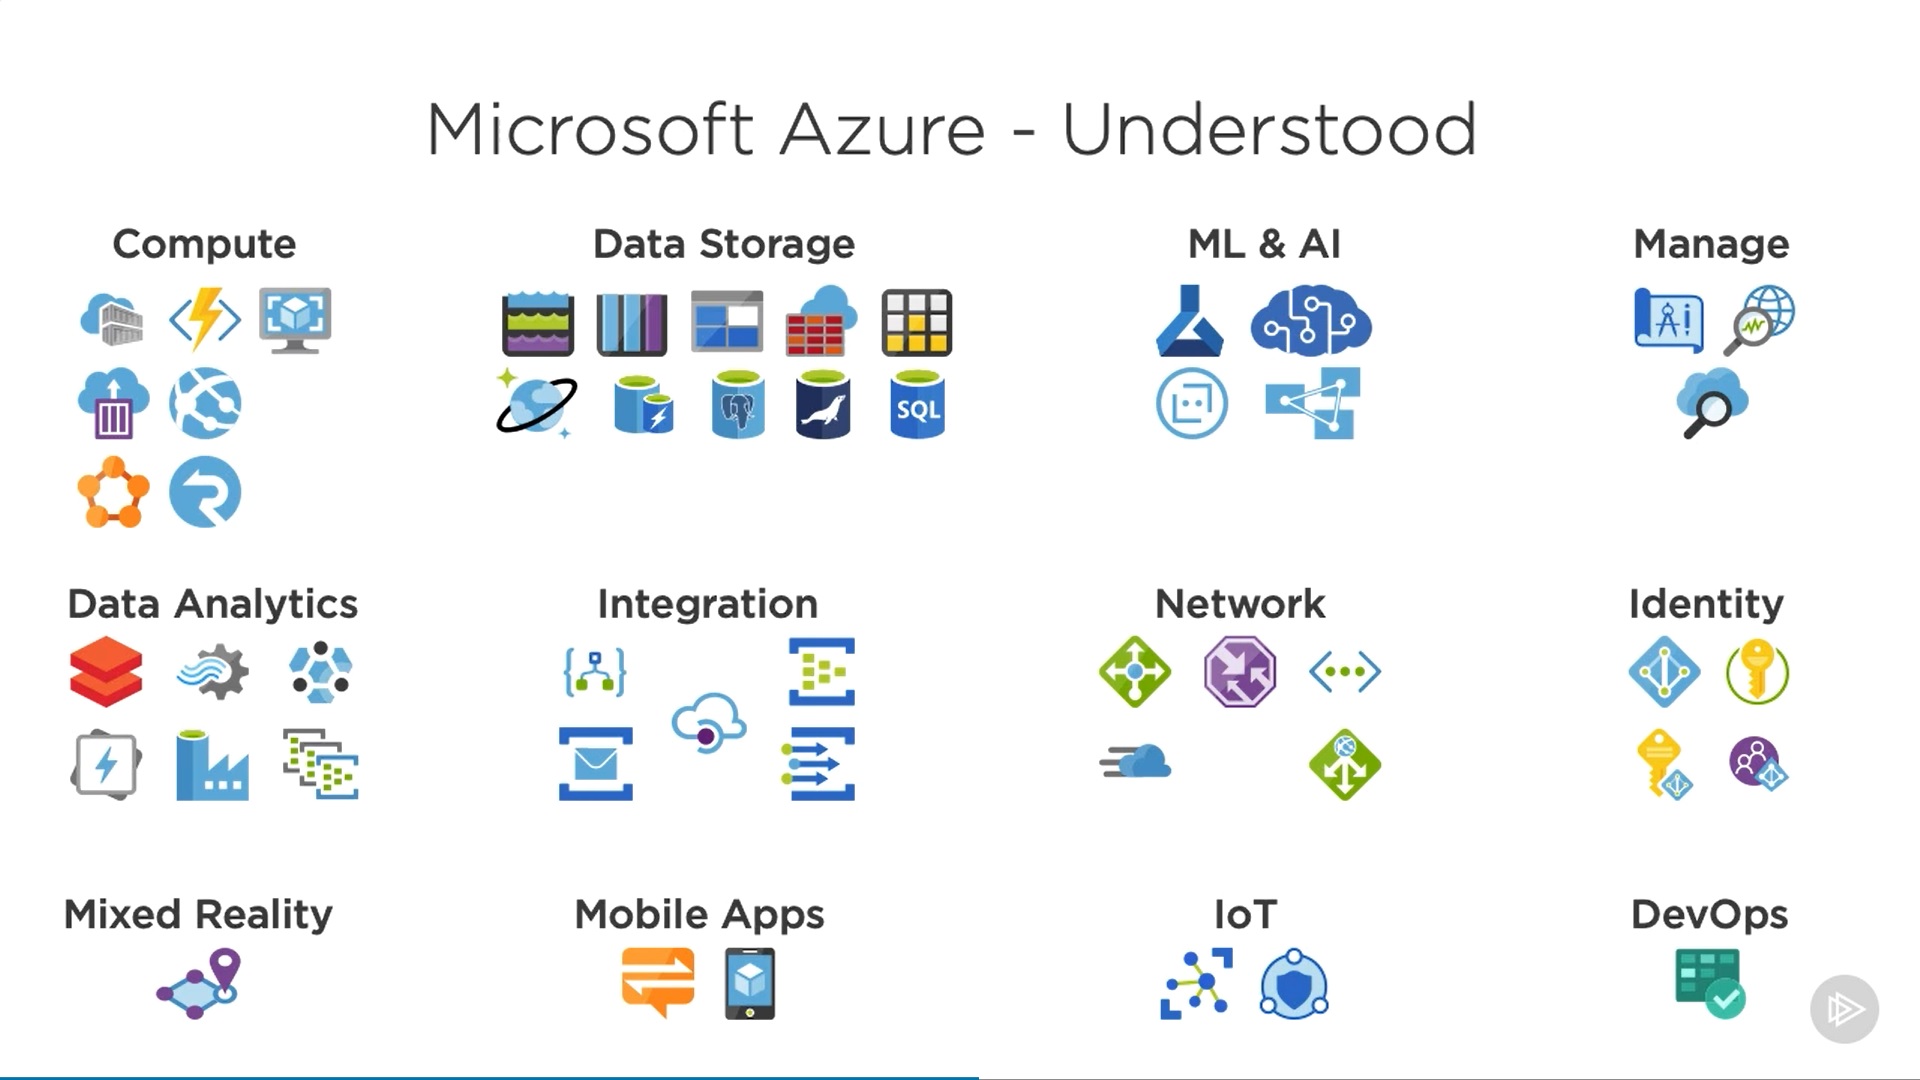 Microsoft Azure - Understood
Compute
Data Storage
ML & AI
Manage
SQL
Data Analytics
Integration
Network
Identity
Mixed Reality
Mobile Apps
IoT
DevOps